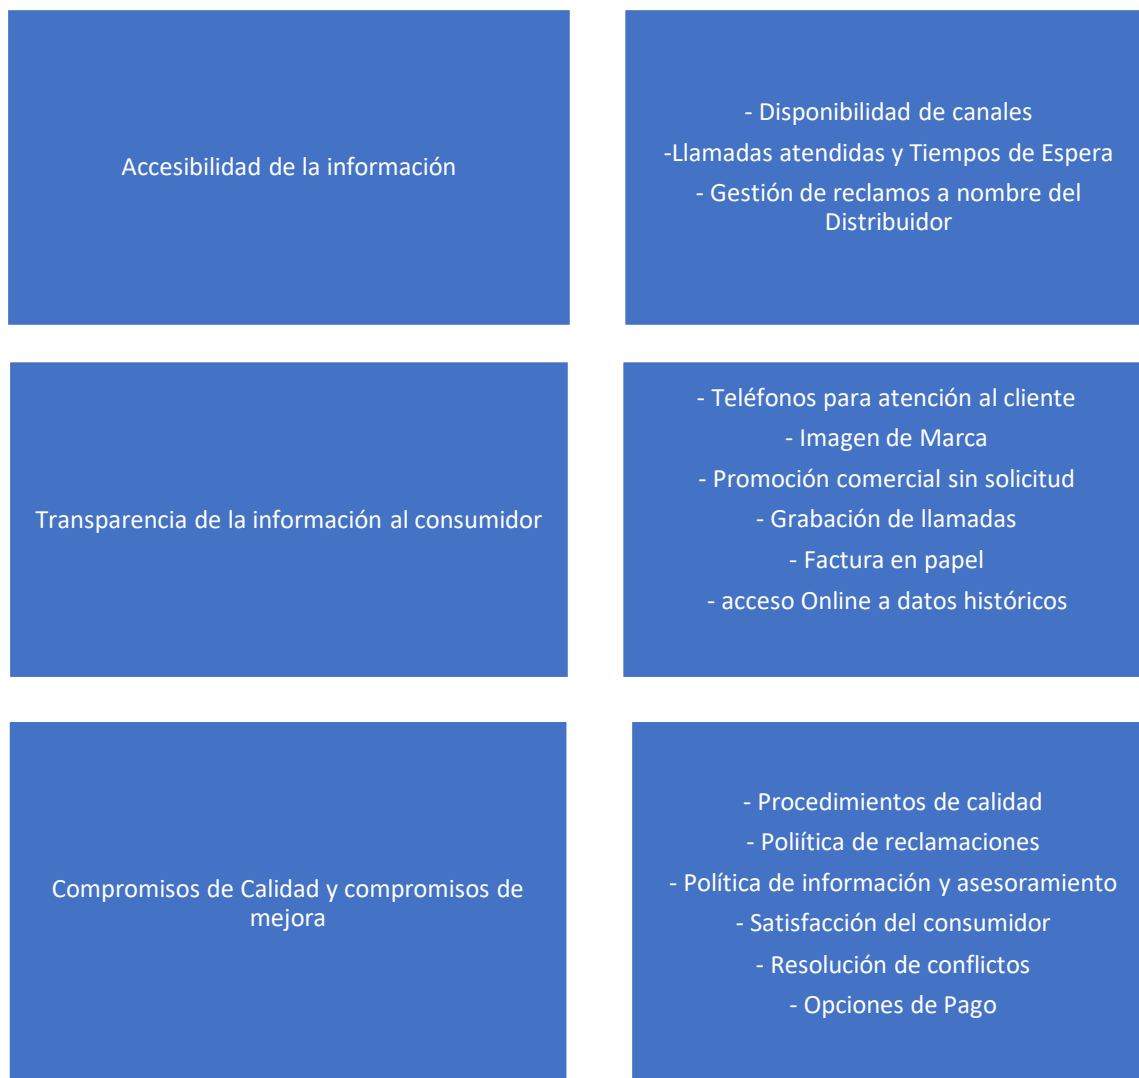 Accesibilidad de la información
- Disponibilidad de canales
-Llamadas atendidas y Tiempos de Espera
- Gestión de reclamos a nombre del
Distribuidor
Transparencia de la información al consumidor
- Teléfonos para atención al cliente
- Imagen de Marca
- Promoción comercial sin solicitud
- Grabación de llamadas
- Factura en papel
- acceso Online a datos históricos
Compromisos de Calidad y compromisos de
mejora
- Procedimientos de calidad
- Poliítica de reclamaciones
- Política de información y asesoramiento
- Satisfacción del consumidor
- Resolución de conflictos
- Opciones de Pago